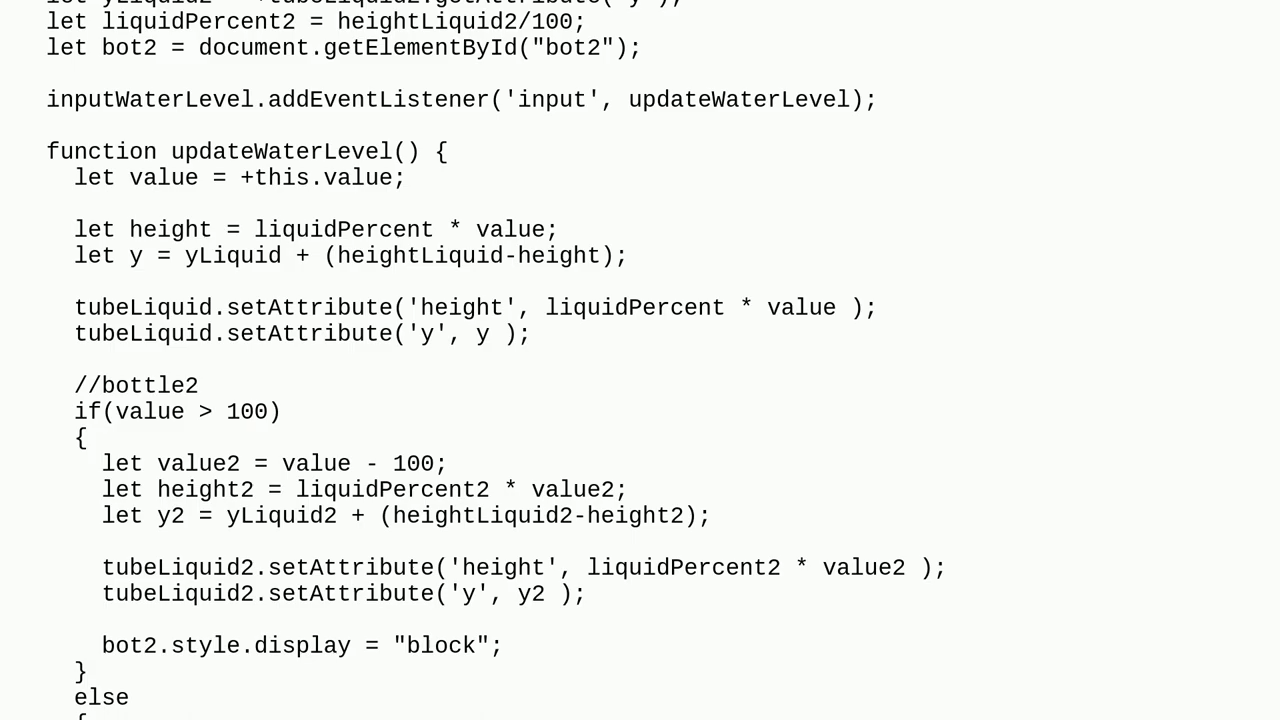 let liquidPercent2 = heightLiquid2/100;
let bot2 = document.getElementById("bot2");
inputWaterLevel.addEventListener('input', updateWaterLevel);
function updateWaterLevel() {
let value = +this.value;
let height = liquidPercent * value;
let y = yLiquid + (heightLiquid-height);
tubeLiquid.setAttribute('height', liquidPercent * value );
tubeLiquid.setAttribute('y', y );
//bottle2
if(value > 100)
{
let value2 = value - 100;
let height2 = liquidPercent2 * value2;
let y2 = yLiquid2 + (heightLiquid2-height2);
tubeLiquid2.setAttribute('height', liquidPercent2 * value2 );
tubeLiquid2.setAttribute('y', y2 );
bot2.style.display = "block";
}
else